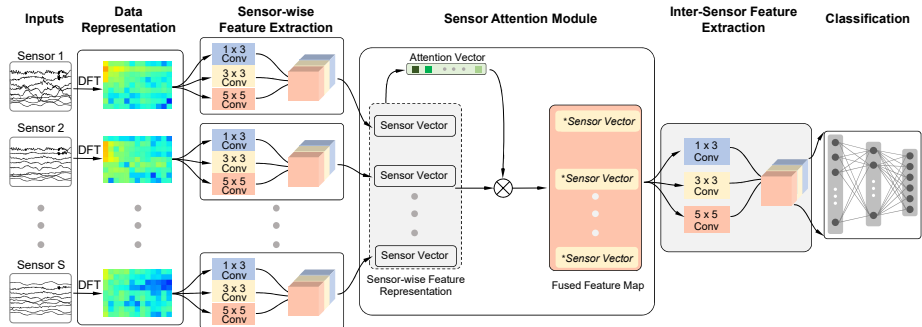 Inputs
Data
Representation
Sensor-wise
Feature Extraction
Sensor Attention Module
Inter-Sensor Feature
Extraction
Classification
Sensor 1
DFT
1 x 3
Conv
3 x 3
Conv
5 x 5
Conv
Attention Vector
Sensor Vector
*Sensor Vector
Sensor 2
DFT
1 x 3
Conv
3 x 3
Conv
5 x 5
Conv
Sensor Vector
*Sensor Vector
1 x 3
Conv
3 x 3
Conv
5 x 5
Conv
Sensor S
DFT
1 x 3
Conv
3 x 3
Conv
5 x 5
Conv
Sensor Vector
*Sensor Vector
Sensor-wise Feature
Representation
Fused Feature Map